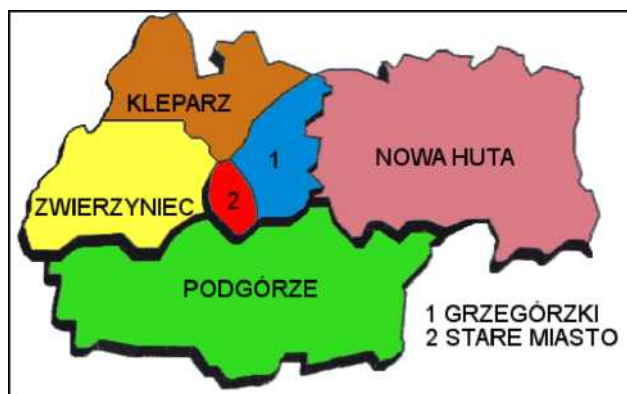 KLEPARZ
1
NOWA HUTA
ZWIERZYNIEC
2
PODGÓRZE
1 GRZEGÓRZKI
2 STARE MIASTO